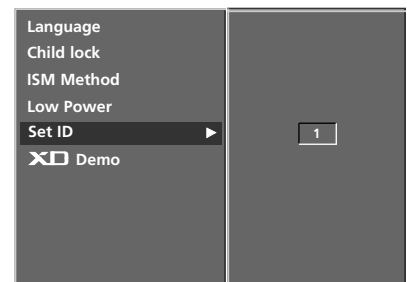 Language
Child lock
ISM Method
Low Power
Set ID ▶ 1
XD Demo